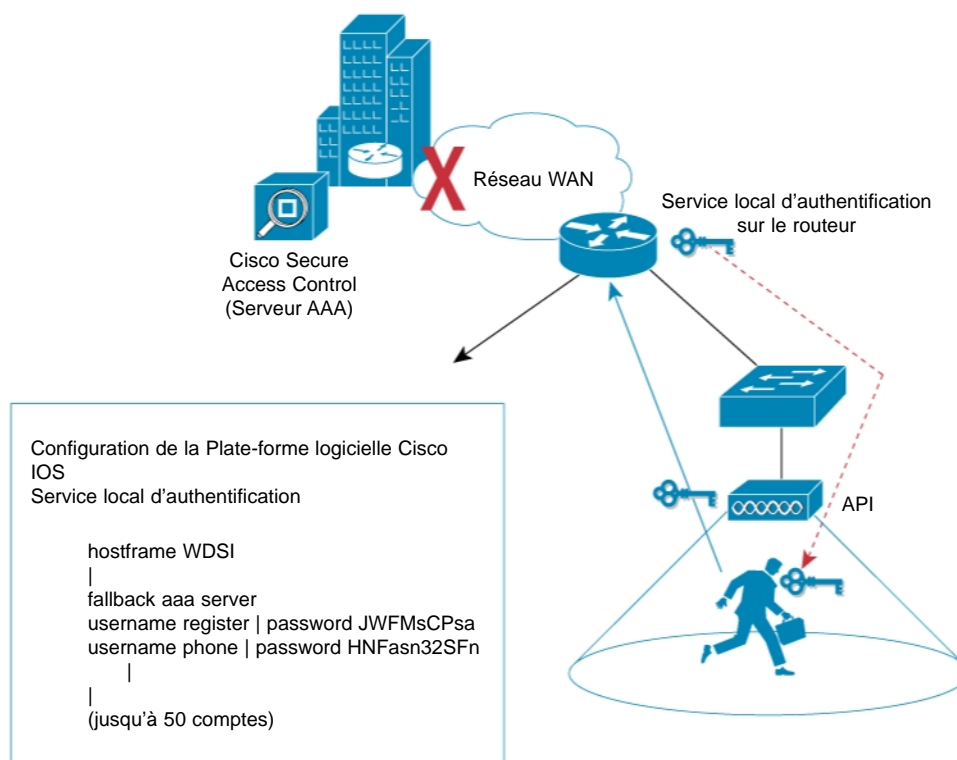 Réseau WAN
Service local d'authentification
sur le routeur
Cisco Secure
Access Control
(Serveur AAA)
Configuration de la Plate-forme logicielle Cisco
IOS
Service local d'authentification
hostframe WDSI
|
fallback aaa server
username register | password JWFMsCPsa
username phone | password HNFasn32SFn
|
|
(jusqu'à 50 comptes)
API